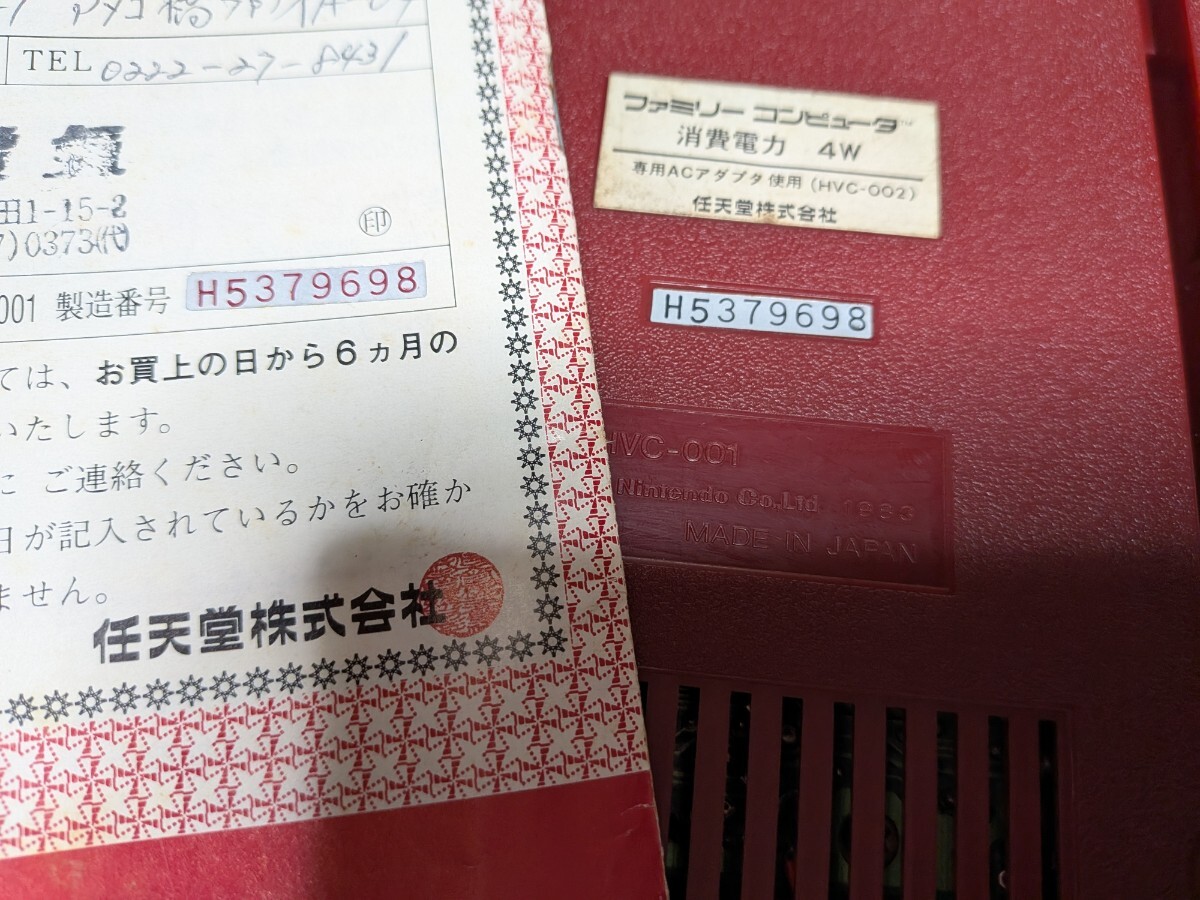 TEL 0222-27-8431
田1-15-2
)0373(代)
印
001 製造番号 H5379698
ては、お買上の日から6ヵ月の
いたします。
に ご連絡ください。
日が記入されているかをお確か
ません。
任天堂株式会社
ファミリー コンピュータ™
消費電力 4W
専用ACアダプタ使用(HVC-002)
任天堂株式会社
H5379698
HVC-001
Nintendo Co.,Ltd. 1983
MADE IN JAPAN